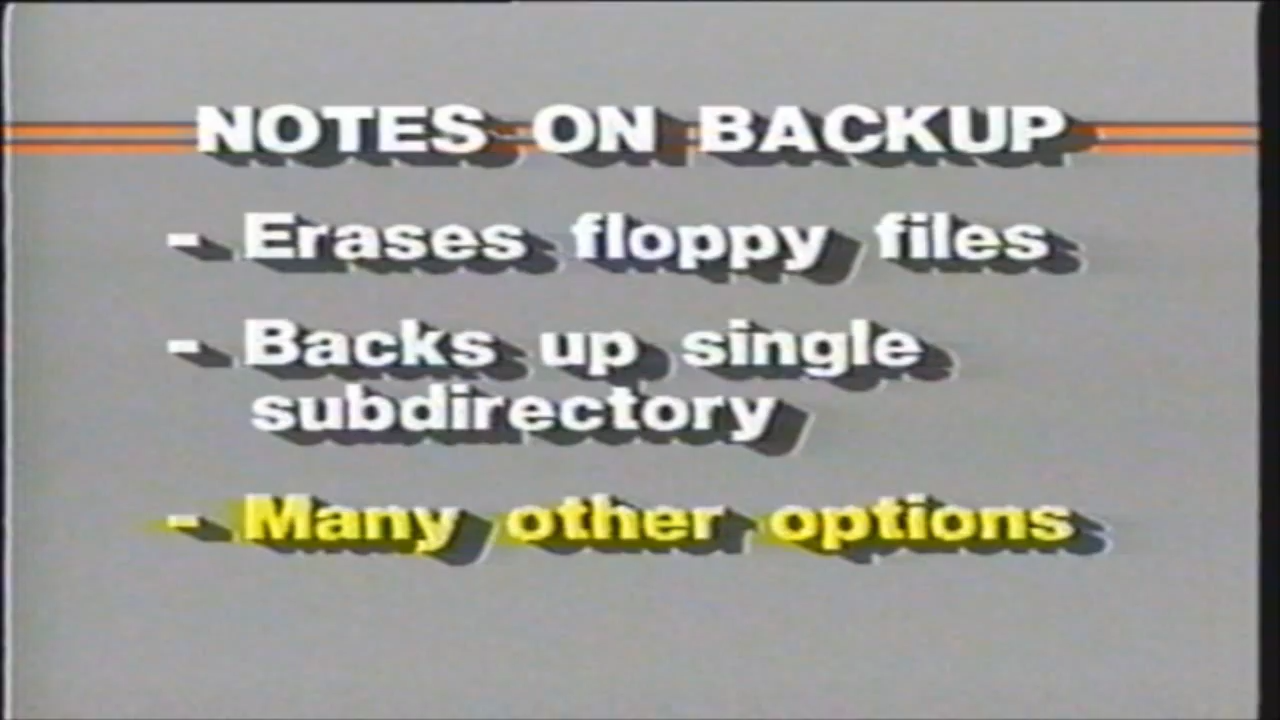 NOTES ON BACKUP
- Erases floppy files
- Backs up single
subdirectory
- Many other options